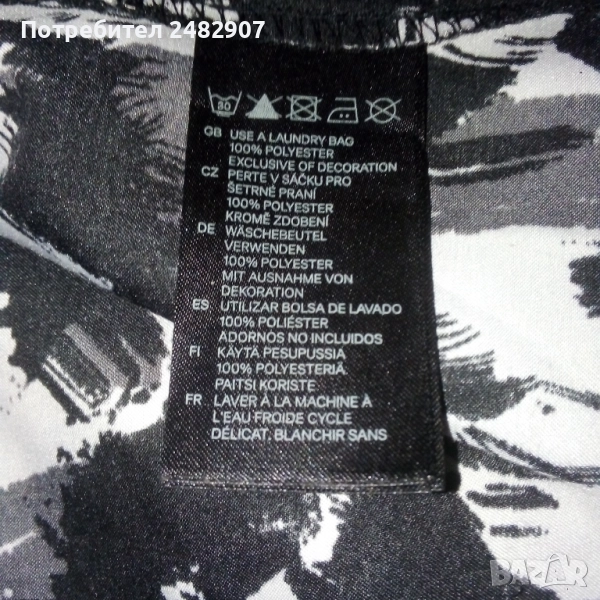 Потребител 2482907
30
GB USE A LAUNDRY BAG
100% POLYESTER
EXCLUSIVE OF DECORATION
CZ PERTE V SÁČKU PRO
ŠETRNÉ PRANÍ
100% POLYESTER
KROMĚ ZDOBENÍ
DE WÄSCHEBEUTEL
VERWENDEN
100% POLYESTER
MIT AUSNAHME VON
DEKORATION
ES UTILIZAR BOLSA DE LAVADO
100% POLIÉSTER
ADORNOS NO INCLUIDOS
FI KÄYTÄ PESUPUSSIA
100% POLYESTERIÄ
PAITSI KORISTE
FR LAVER À LA MACHINE À
L'EAU FROIDE CYCLE
DÉLICAT, BLANCHIR SANS
bazar.bg